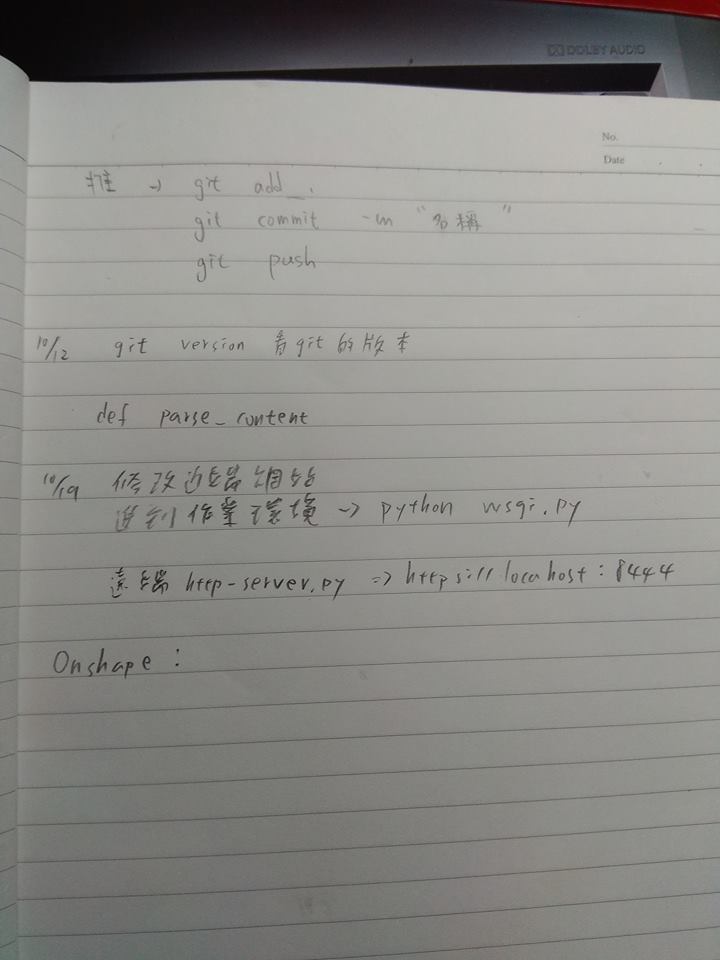 DOLBY AUDIO
No.
Date
推 → git add .
git commit -m "名稱"
git push
10/12 git version 看git的版本
def parse_content
10/19 修改近端網站
進到作業環境 → python wsgi.py
遠端 http-server.py => https://locahost:8444
Onshape :